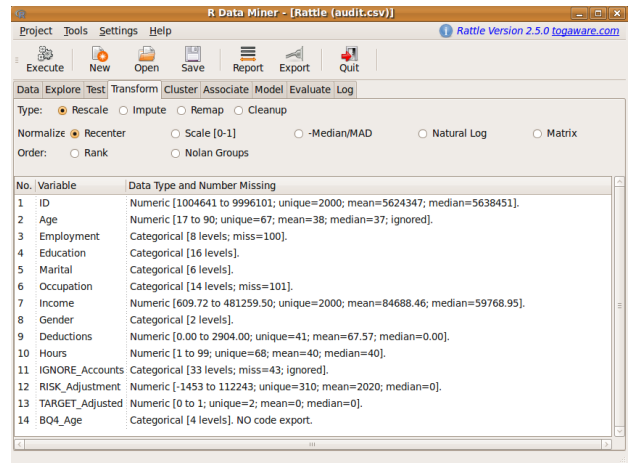 R Data Miner - [Rattle (audit.csv)]
Project Tools Settings Help Rattle Version 2.5.0 togaware.com
Execute New Open Save Report Export Quit
Data Explore Test Transform Cluster Associate Model Evaluate Log
Type: Rescale Impute Remap Cleanup
Normalize Recenter Scale [0-1] -Median/MAD Natural Log Matrix
Order: Rank Nolan Groups
No. Variable Data Type and Number Missing
1 ID Numeric [1004641 to 9996101; unique=2000; mean=5624347; median=5638451].
2 Age Numeric [17 to 90; unique=67; mean=38; median=37; ignored].
3 Employment Categorical [8 levels; miss=100].
4 Education Categorical [16 levels].
5 Marital Categorical [6 levels].
6 Occupation Categorical [14 levels; miss=101].
7 Income Numeric [609.72 to 481259.50; unique=2000; mean=84688.46; median=59768.95].
8 Gender Categorical [2 levels].
9 Deductions Numeric [0.00 to 2904.00; unique=41; mean=67.57; median=0.00].
10 Hours Numeric [1 to 99; unique=68; mean=40; median=40].
11 IGNORE_Accounts Categorical [33 levels; miss=43; ignored].
12 RISK_Adjustment Numeric [-1453 to 112243; unique=310; mean=2020; median=0].
13 TARGET_Adjusted Numeric [0 to 1; unique=2; mean=0; median=0].
14 BQ4_Age Categorical [4 levels]. NO code export.